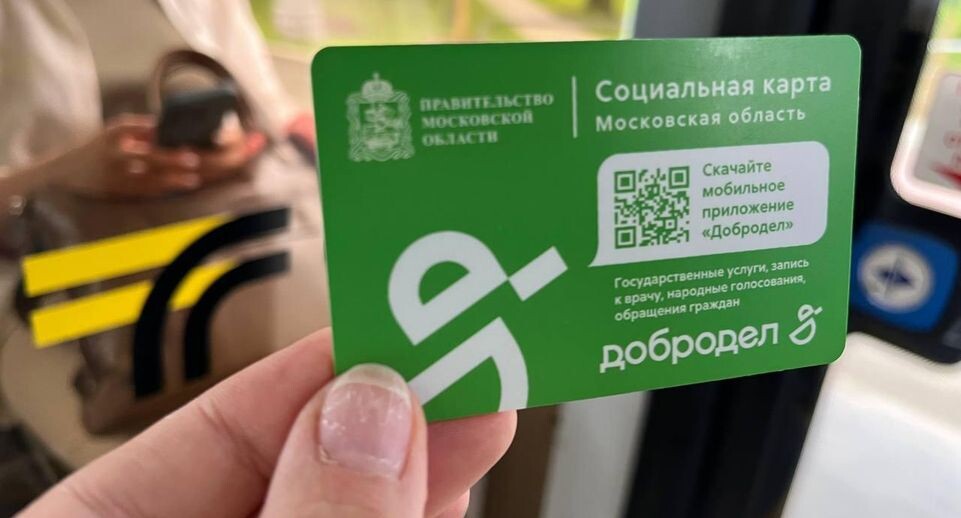 ПРАВИТЕЛЬСТВО
МОСКОВСКОЙ
ОБЛАСТИ
Социальная карта
Московская область
Скачайте
мобильное
приложение
«Добродел»
Государственные услуги, запись
к врачу, народные голосования,
обращения граждан
добродел